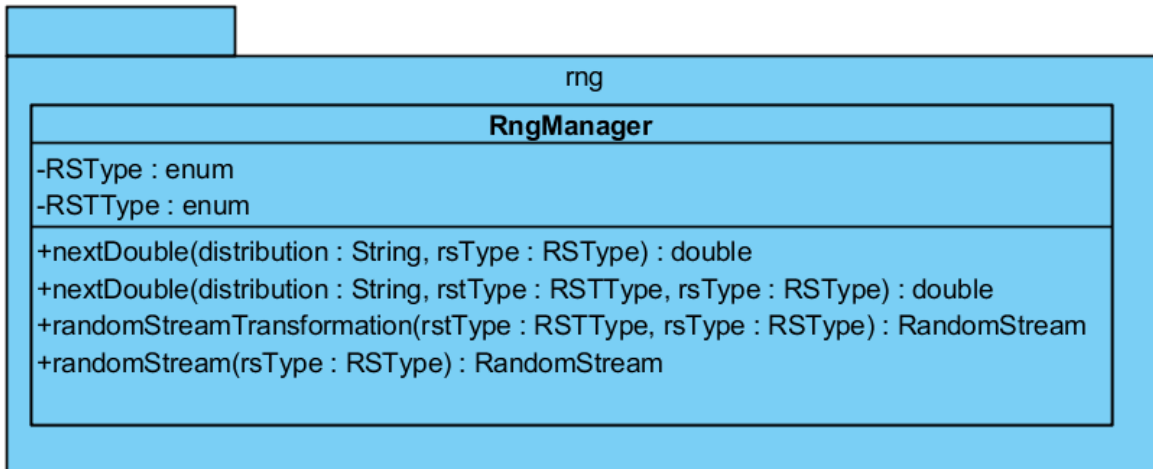 rng
RngManager
-RSType : enum
-RSTType : enum
+nextDouble(distribution : String, rsType : RSType) : double
+nextDouble(distribution : String, rstType : RSTType, rsType : RSType) : double
+randomStreamTransformation(rstType : RSTType, rsType : RSType) : RandomStream
+randomStream(rsType : RSType) : RandomStream